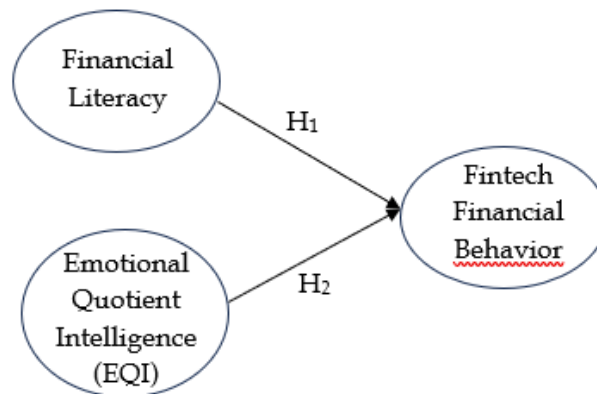 Financial
Literacy
H₁
Fintech
Financial
Behavior
Emotional
Quotient
Intelligence
(EQI)
H₂